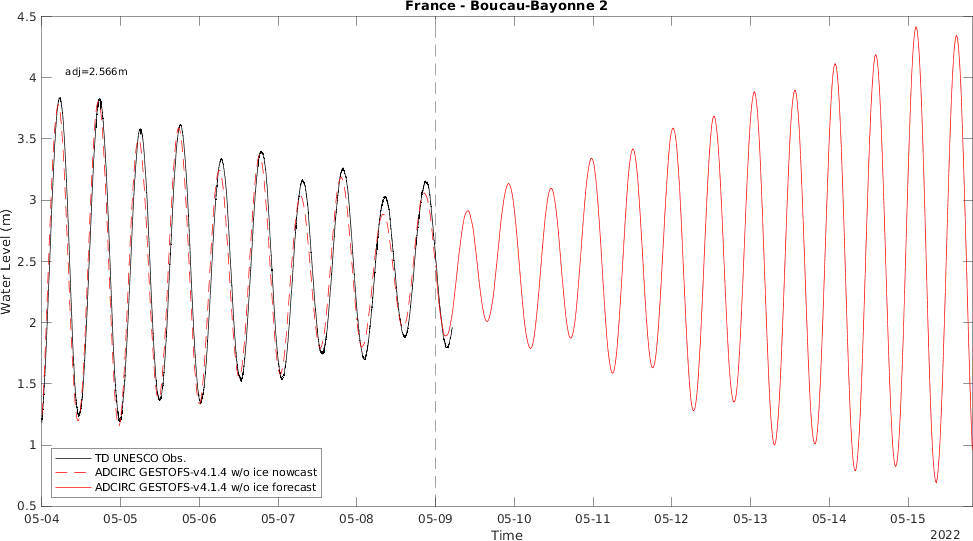 France - Boucau-Bayonne 2
4.5
4
3.5
3
2.5
2
1.5
1
0.5
Water Level (m)
adj=2.566m
TD UNESCO Obs.
ADCIRC GESTOFS-v4.1.4 w/o ice nowcast
ADCIRC GESTOFS-v4.1.4 w/o ice forecast
05-04 05-05 05-06 05-07 05-08 05-09 05-10 05-11 05-12 05-13 05-14 05-15
Time
2022